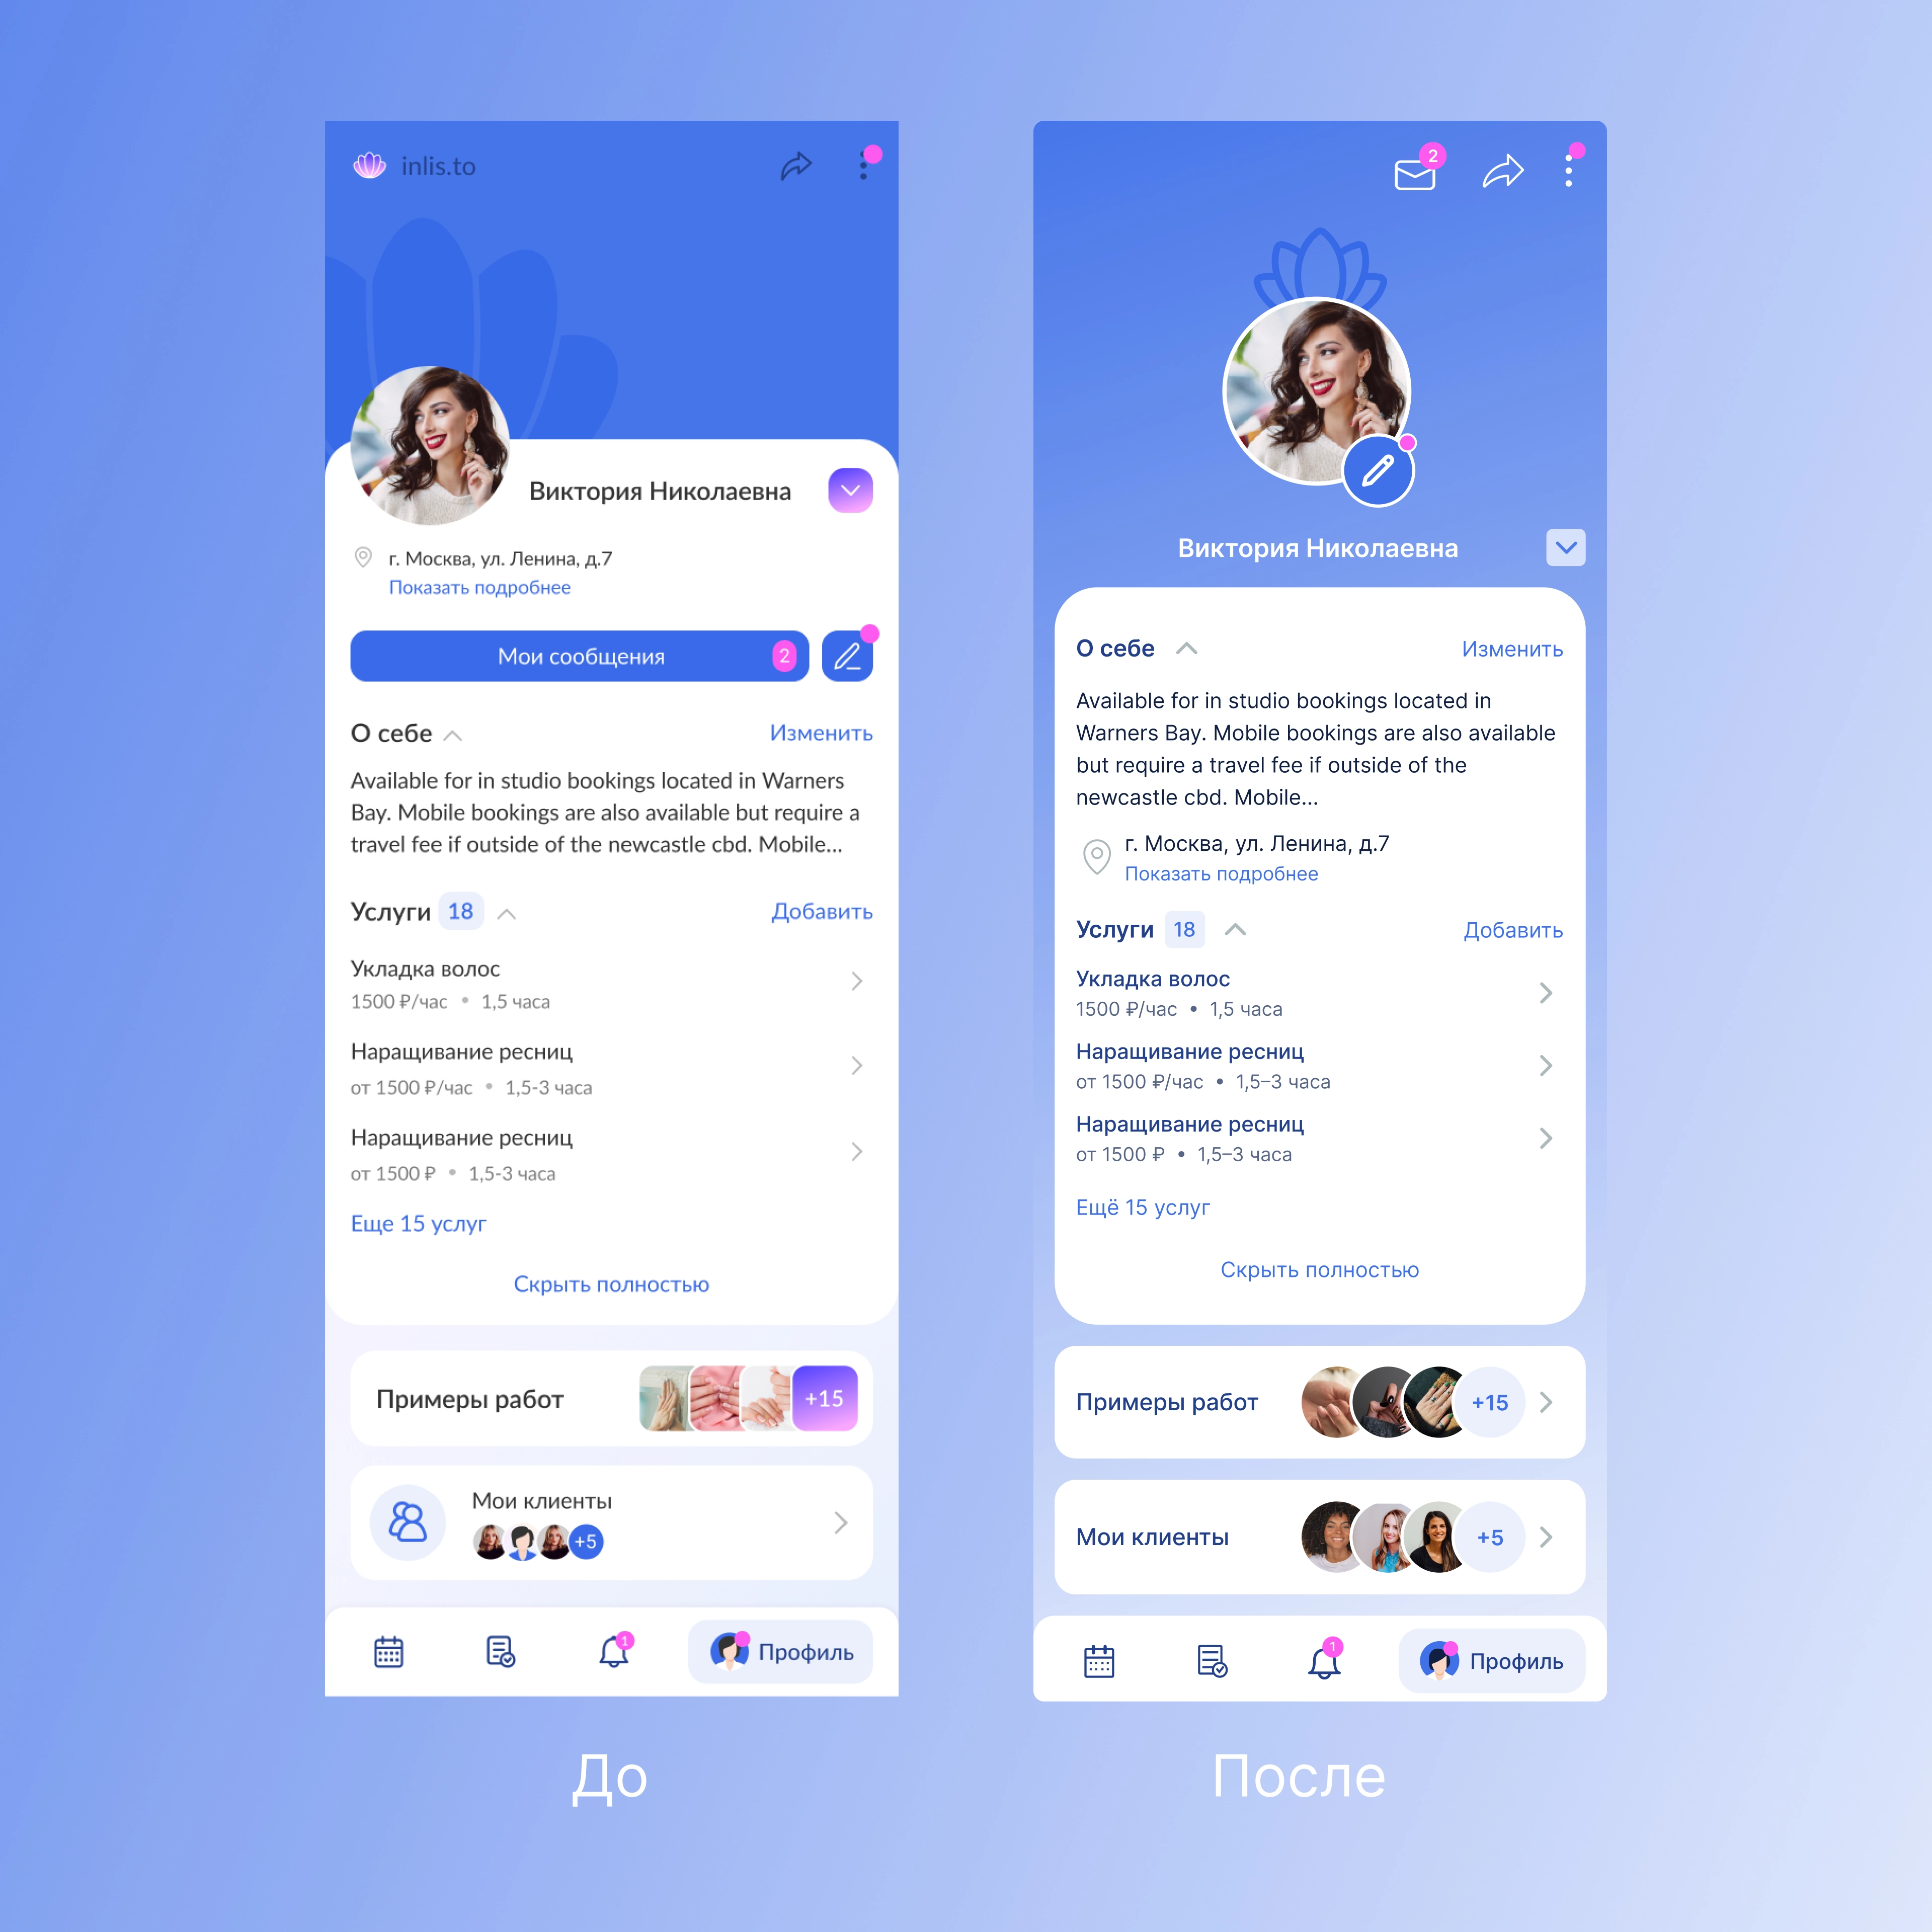 inlis.to
Виктория Николаевна
г. Москва, ул. Ленина, д.7
Показать подробнее
Мои сообщения 2
О себе Изменить
Available for in studio bookings located in Warners
Bay. Mobile bookings are also available but require a
travel fee if outside of the newcastle cbd. Mobile...
Услуги 18 Добавить
Укладка волос
1500 ₽/час • 1,5 часа
Наращивание ресниц
от 1500 ₽/час • 1,5-3 часа
Наращивание ресниц
от 1500 ₽ • 1,5-3 часа
Еще 15 услуг
Скрыть полностью
Примеры работ +15
Мои клиенты
+5
1
Профиль
До
2
Виктория Николаевна
О себе Изменить
Available for in studio bookings located in
Warners Bay. Mobile bookings are also available
but require a travel fee if outside of the
newcastle cbd. Mobile...
г. Москва, ул. Ленина, д.7
Показать подробнее
Услуги 18 Добавить
Укладка волос
1500 ₽/час • 1,5 часа
Наращивание ресниц
от 1500 ₽/час • 1,5–3 часа
Наращивание ресниц
от 1500 ₽ • 1,5–3 часа
Ещё 15 услуг
Скрыть полностью
Примеры работ +15
Мои клиенты +5
1
Профиль
После